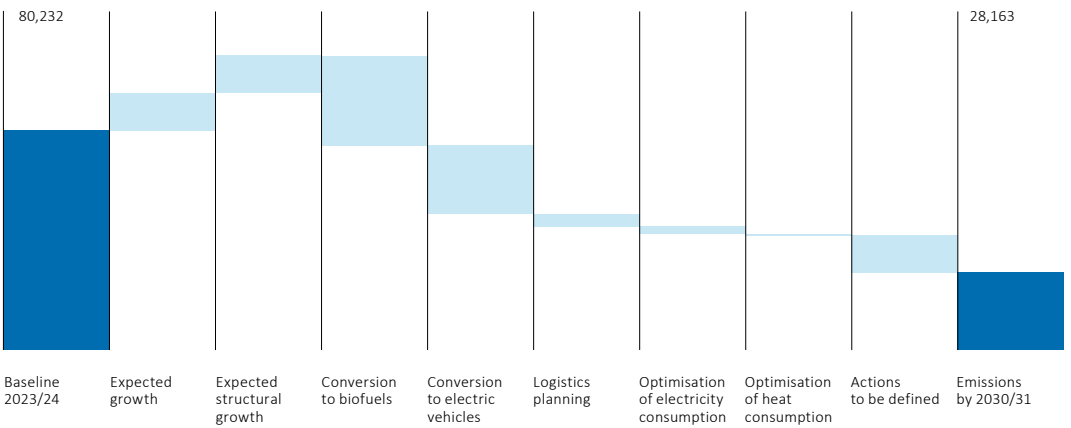 80,232
28,163
Baseline
2023/24
Expected
growth
Expected
structural
growth
Conversion
to biofuels
Conversion
to electric
vehicles
Logistics
planning
Optimisation
of electricity
consumption
Optimisation
of heat
consumption
Actions
to be defined
Emissions
by 2030/31